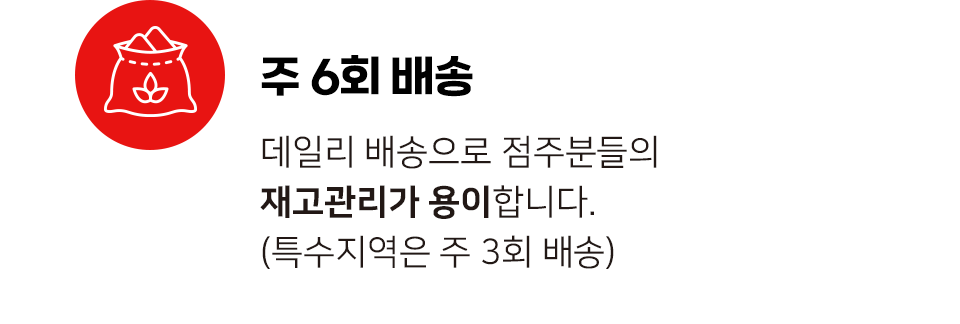 주 6회 배송
데일리 배송으로 점주분들의
재고관리가 용이합니다.
(특수지역은 주 3회 배송)